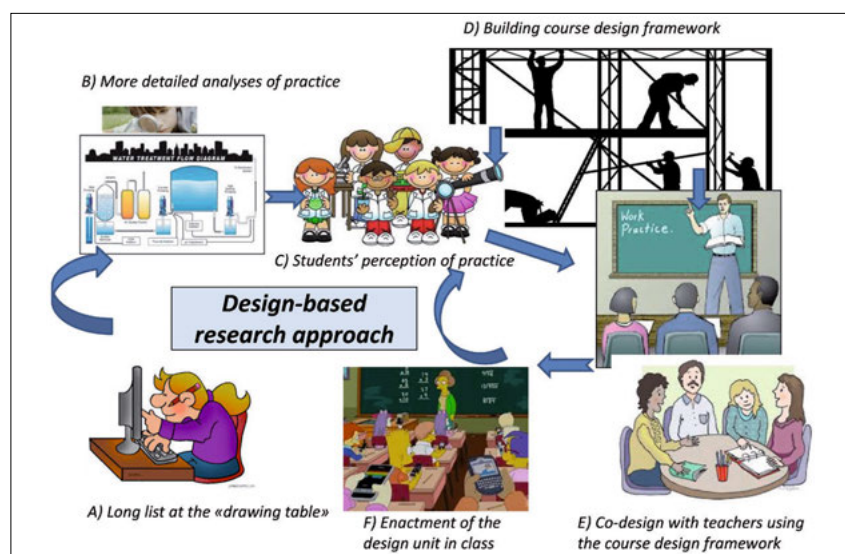 D) Building course design framework
B) More detailed analyses of practice
WATER TREATMENT FLOW DIAGRAM
Work
Practice.
C) Students’ perception of practice
Design-based
research approach
A) Long list at the «drawing table»
F) Enactment of the
design unit in class
E) Co-design with teachers using
the course design framework